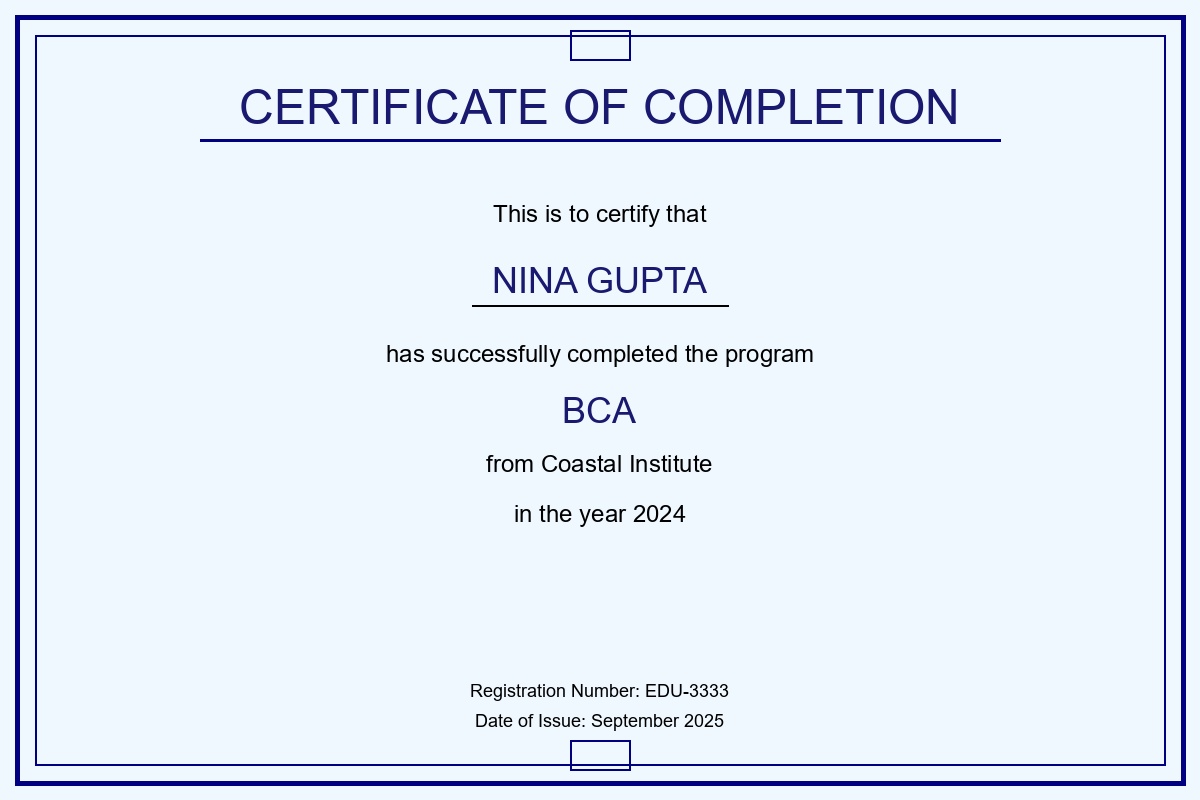 CERTIFICATE OF COMPLETION
This is to certify that
NINA GUPTA
has successfully completed the program
BCA
from Coastal Institute
in the year 2024
Registration Number: EDU-3333
Date of Issue: September 2025